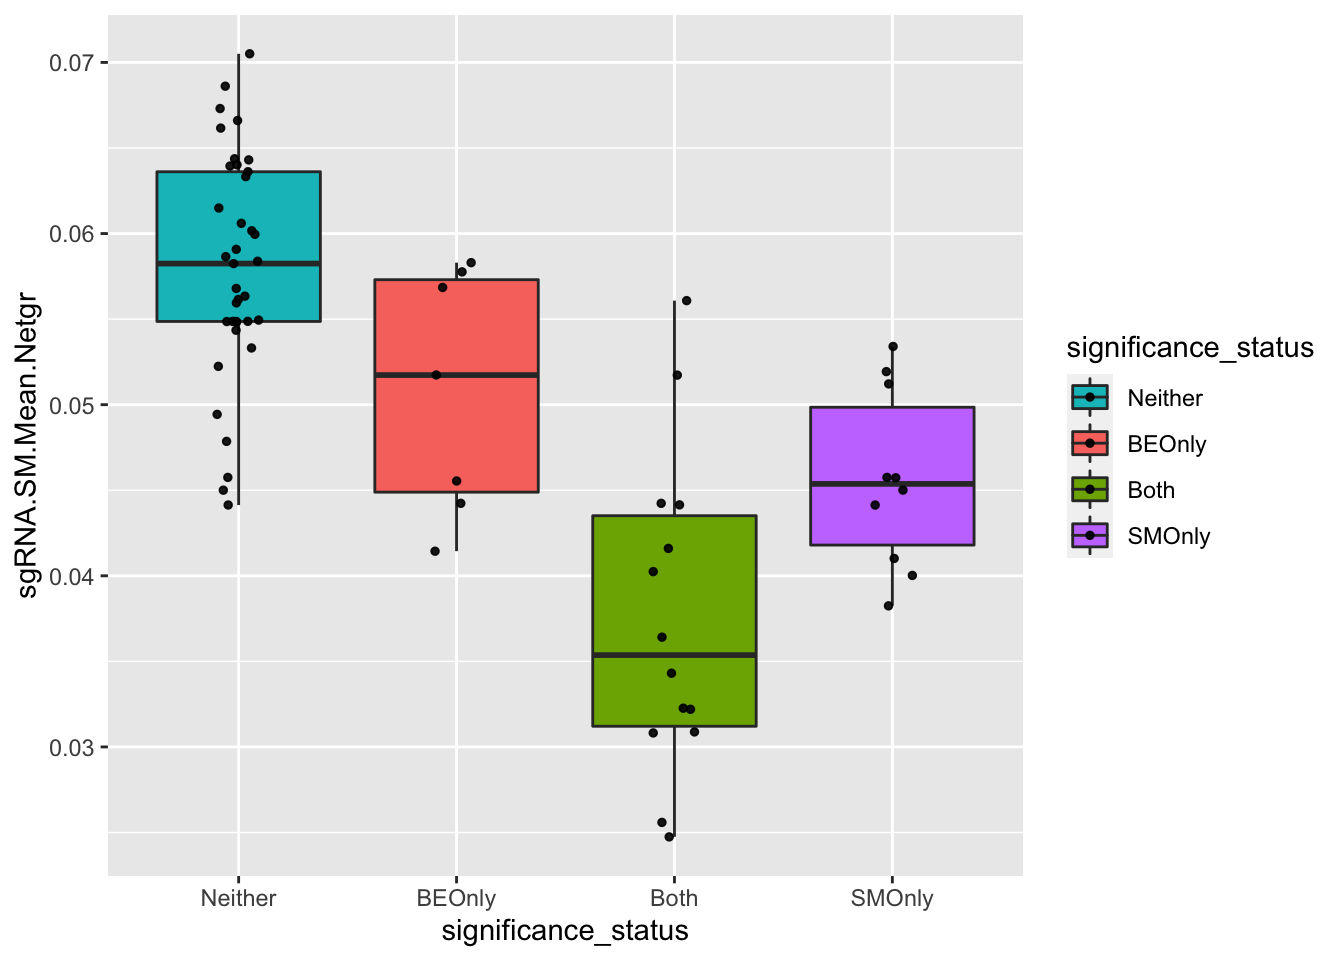 sgRNA.SM.Mean.Netgr
0.07
0.06
0.05
0.04
0.03
Neither BEOnly Both SMOnly
significance_status
significance_status
Neither
BEOnly
Both
SMOnly